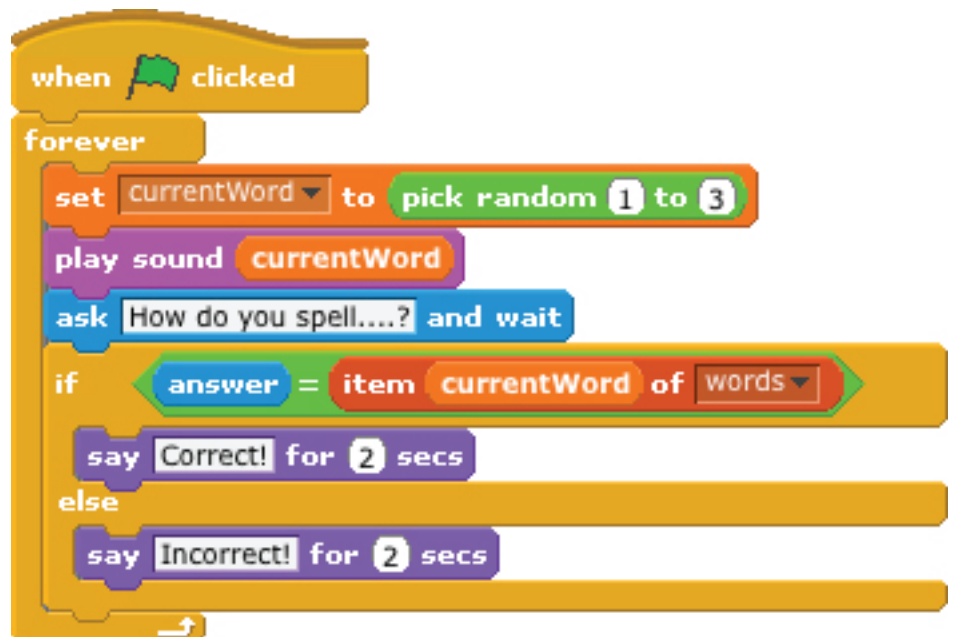 when clicked
forever
set currentWord to pick random 1 to 3
play sound currentWord
ask How do you spell....? and wait
if answer = item currentWord of words
say Correct! for 2 secs
else
say Incorrect! for 2 secs